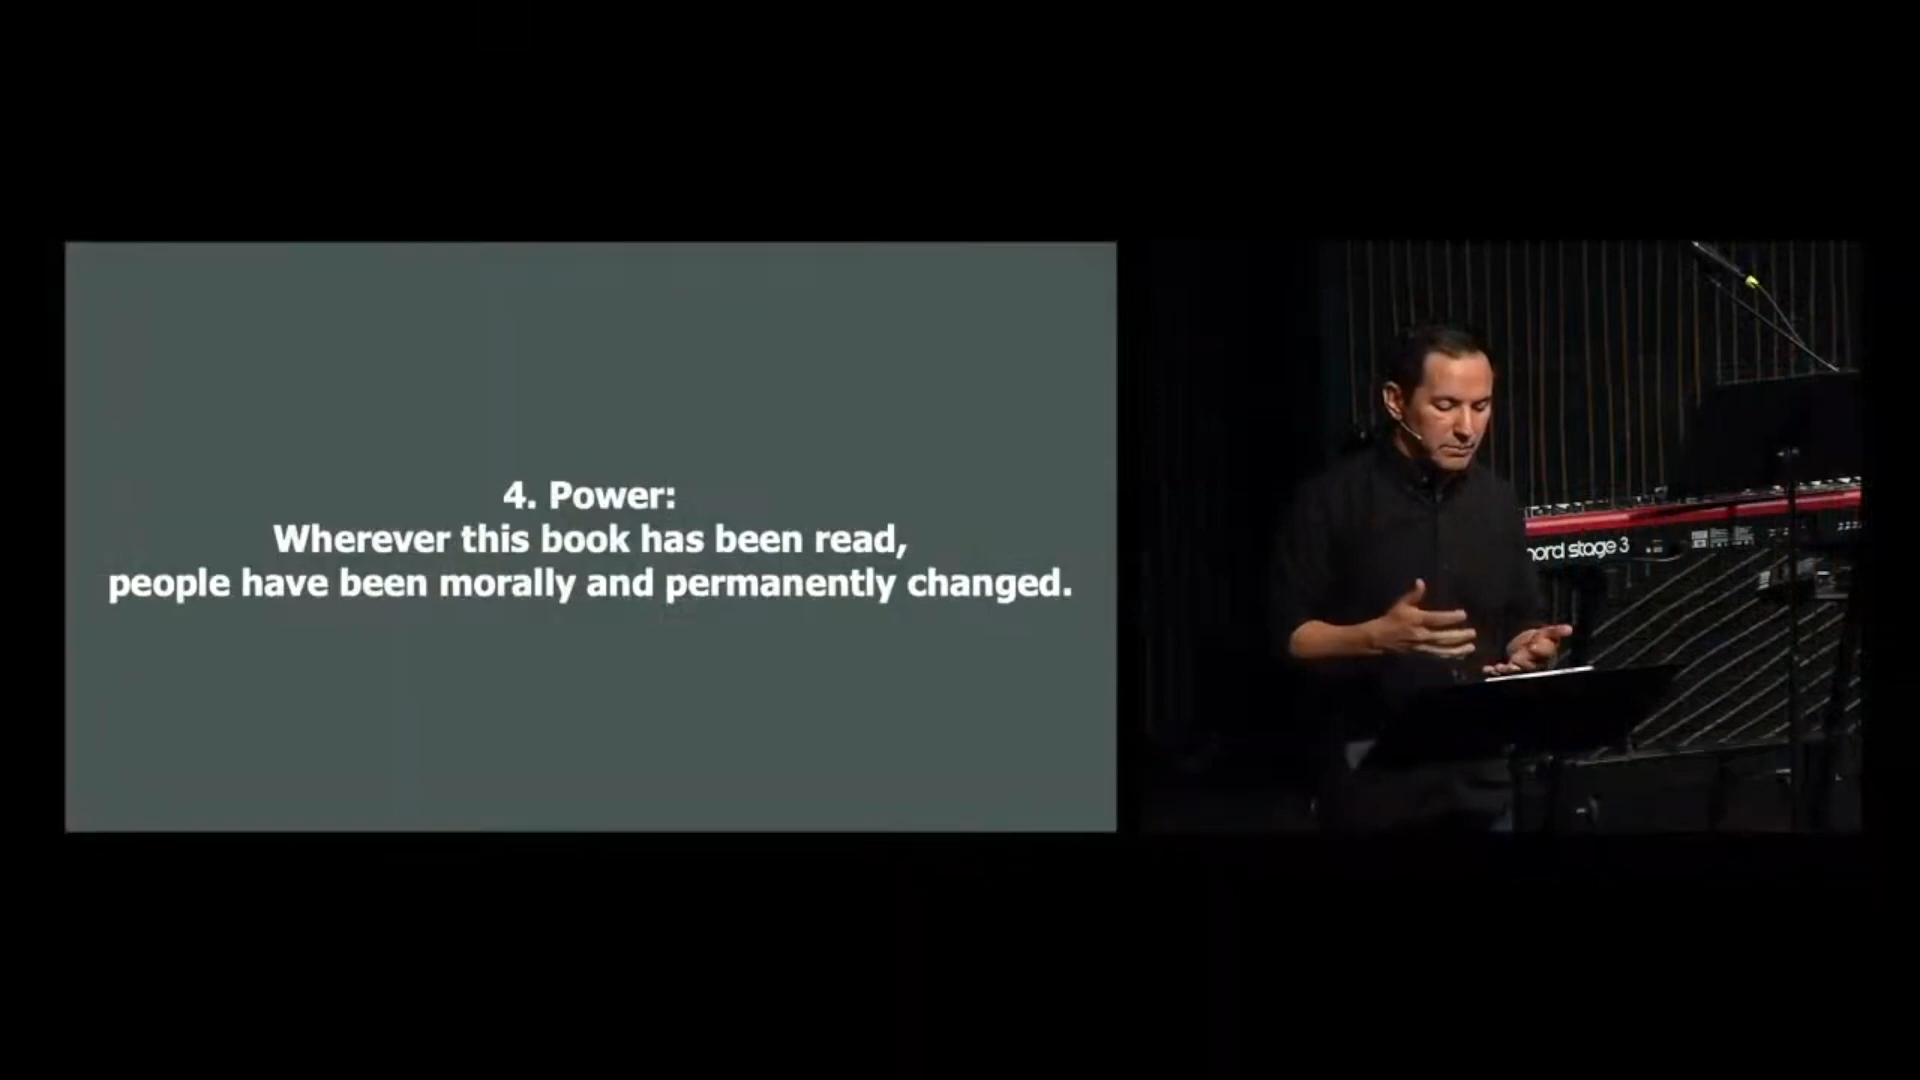 4. Power:
Wherever this book has been read,
people have been morally and permanently changed.
nord stage 3